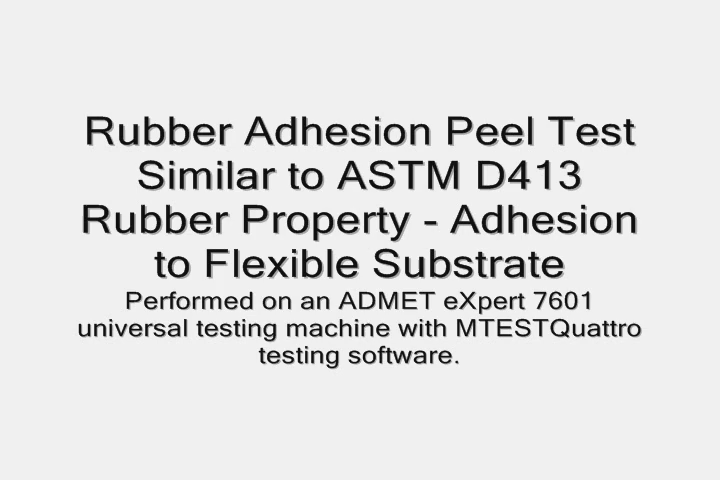 Rubber Adhesion Peel Test
Similar to ASTM D413
Rubber Property - Adhesion
to Flexible Substrate
Performed on an ADMET eXpert 7601
universal testing machine with MTESTQuattro
testing software.